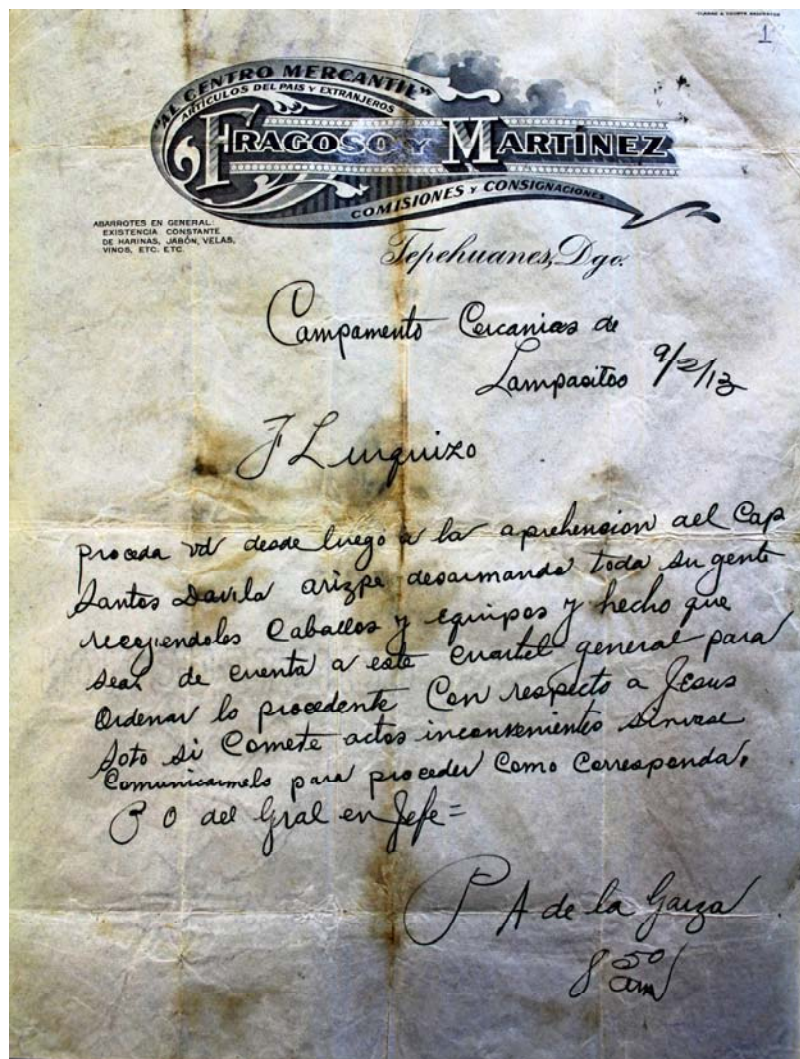 1
"AL CENTRO MERCANTIL"
ARTICULOS DEL PAIS Y EXTRANJEROS
FRAGOSO Y MARTÍNEZ
COMISIONES Y CONSIGNACIONES
ABARROTES EN GENERAL:
EXISTENCIA CONSTANTE
DE HARINAS, JABÓN, VELAS,
VINOS, ETC. ETC.
Tepehuanes, Dgo.
Campamento Cercanias de
Lampasitos 9/2/13
F L Urquizo
proceda vd desde luego a la aprehencion del Cap
Santos Davila arizpe desarmando toda su gente
recojiendoles Caballos y equipos y hecho que
sea de cuenta a este cuartel general para
Ordenar lo procedente Con respecto a Jesus
Soto si Comete actos inconvenientes sirvase
Comunicarmelo para proceder Como Corresponda.
P O del Gral en Jefe =
P A de la Garza
8 50 am